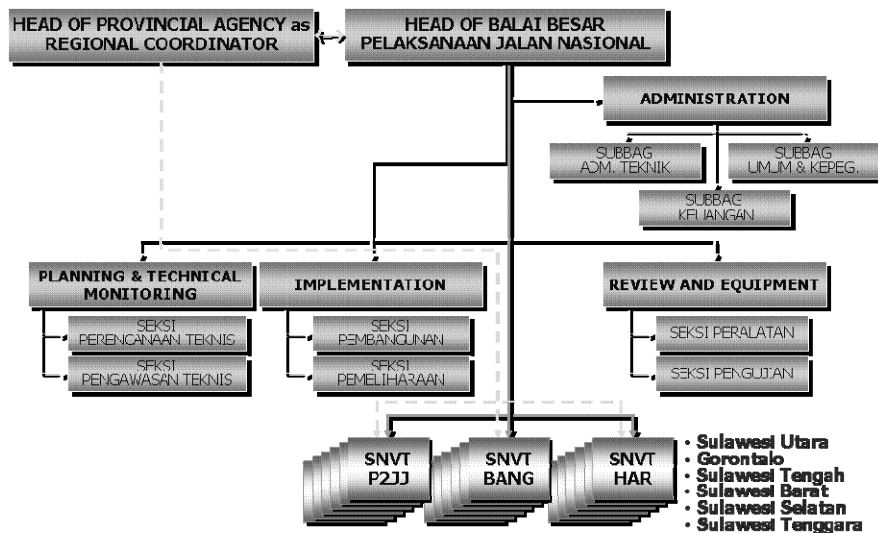 HEAD OF PROVINCIAL AGENCY as
REGIONAL COORDINATOR
HEAD OF BALAI BESAR
PELAKSANAAN JALAN NASIONAL
ADMINISTRATION
SUBBAG
ADM. TEKNIK
SUBBAG
UMUM & KEPEG.
SUBBAG
KEUANGAN
PLANNING & TECHNICAL
MONITORING
IMPLEMENTATION
REVIEW AND EQUIPMENT
SEKSI
PERENCANAAN TEKNIS
SEKSI
PENGAWASAN TEKNIS
SEKSI
PEMBANGUNAN
SEKSI
PEMELIHARAAN
SEKSI PERALATAN
SEKSI PENGUJIAN
SNVT
P2JJ
SNVT
BANG
SNVT
HAR
• Sulawesi Utara
• Gorontalo
• Sulawesi Tengah
• Sulawesi Barat
• Sulawesi Selatan
• Sulawesi Tenggara